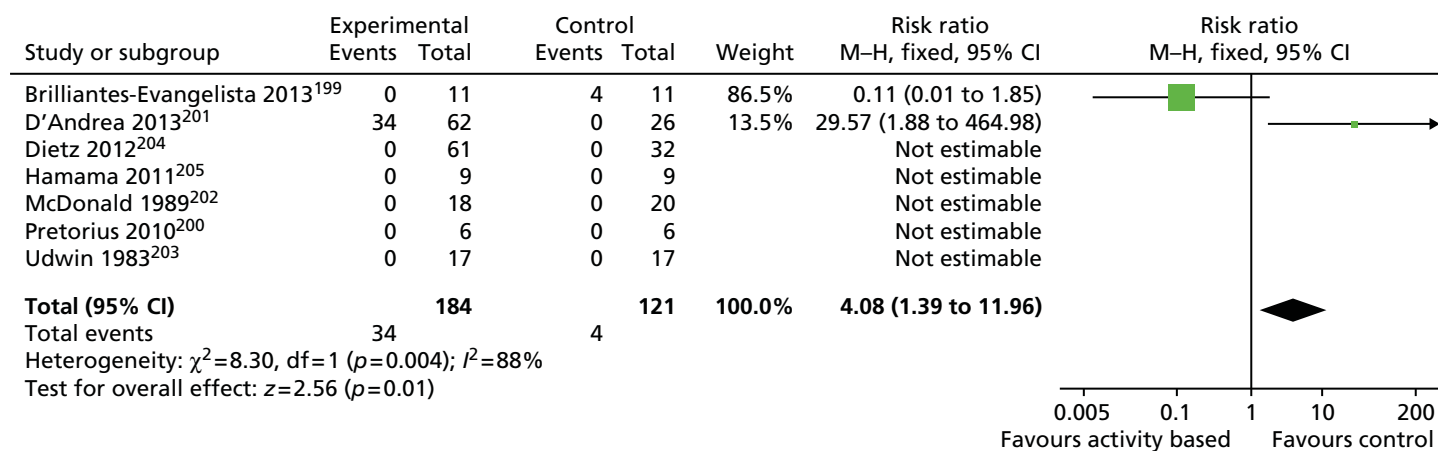 Experimental Control Risk ratio Risk ratio
Study or subgroup Events Total Events Total Weight M–H, fixed, 95% CI M–H, fixed, 95% CI
Brilliantes-Evangelista 2013¹⁹⁹ 0 11 4 11 86.5% 0.11 (0.01 to 1.85)
D’Andrea 2013²⁰¹ 34 62 0 26 13.5% 29.57 (1.88 to 464.98)
Dietz 2012²⁰⁴ 0 61 0 32 Not estimable
Hamama 2011²⁰⁵ 0 9 0 9 Not estimable
McDonald 1989²⁰² 0 18 0 20 Not estimable
Pretorius 2010²⁰⁰ 0 6 0 6 Not estimable
Udwin 1983²⁰³ 0 17 0 17 Not estimable
Total (95% CI) 184 121 100.0% 4.08 (1.39 to 11.96)
Total events 34 4
Heterogeneity: χ²=8.30, df=1 (p=0.004); I²=88%
Test for overall effect: z=2.56 (p=0.01)
0.005 0.1 1 10 200
Favours activity based Favours control